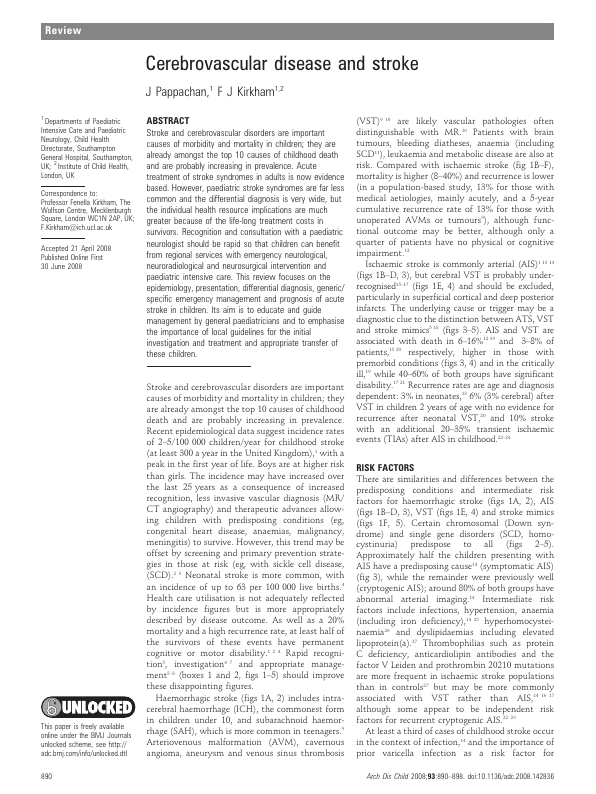 Review
Cerebrovascular disease and stroke
J Pappachan,1 F J Kirkham1,2
1 Departments of Paediatric
Intensive Care and Paediatric
Neurology, Child Health
Directorate, Southampton
General Hospital, Southampton,
UK; 2 Institute of Child Health,
London, UK
Correspondence to:
Professor Fenella Kirkham, The
Wolfson Centre, Mecklenburgh
Square, London WC1N 2AP, UK;
F.Kirkham@ich.ucl.ac.uk
Accepted 21 April 2008
Published Online First
30 June 2008
UNLOCKED
This paper is freely available
online under the BMJ Journals
unlocked scheme, see http://
adc.bmj.com/info/unlocked.dtl
ABSTRACT
Stroke and cerebrovascular disorders are important
causes of morbidity and mortality in children; they are
already amongst the top 10 causes of childhood death
and are probably increasing in prevalence. Acute
treatment of stroke syndromes in adults is now evidence
based. However, paediatric stroke syndromes are far less
common and the differential diagnosis is very wide, but
the individual health resource implications are much
greater because of the life-long treatment costs in
survivors. Recognition and consultation with a paediatric
neurologist should be rapid so that children can benefit
from regional services with emergency neurological,
neuroradiological and neurosurgical intervention and
paediatric intensive care. This review focuses on the
epidemiology, presentation, differential diagnosis, generic/
specific emergency management and prognosis of acute
stroke in children. Its aim is to educate and guide
management by general paediatricians and to emphasise
the importance of local guidelines for the initial
investigation and treatment and appropriate transfer of
these children.
Stroke and cerebrovascular disorders are important
causes of morbidity and mortality in children; they
are already amongst the top 10 causes of childhood
death and are probably increasing in prevalence.
Recent epidemiological data suggest incidence rates
of 2–5/100 000 children/year for childhood stroke
(at least 300 a year in the United Kingdom),1 with a
peak in the first year of life. Boys are at higher risk
than girls. The incidence may have increased over
the last 25 years as a consequence of increased
recognition, less invasive vascular diagnosis (MR/
CT angiography) and therapeutic advances allow-
ing children with predisposing conditions (eg,
congenital heart disease, anaemias, malignancy,
meningitis) to survive. However, this trend may be
offset by screening and primary prevention strate-
gies in those at risk (eg, with sickle cell disease,
(SCD).2 3 Neonatal stroke is more common, with
an incidence of up to 63 per 100 000 live births.4
Health care utilisation is not adequately reflected
by incidence figures but is more appropriately
described by disease outcome. As well as a 20%
mortality and a high recurrence rate, at least half of
the survivors of these events have permanent
cognitive or motor disability.1 2 4 Rapid recogni-
tion5, investigation6 7 and appropriate manage-
ment5–8 (boxes 1 and 2, figs 1–5) should improve
these disappointing figures.
Haemorrhagic stroke (figs 1A, 2) includes intra-
cerebral haemorrhage (ICH), the commonest form
in children under 10, and subarachnoid haemor-
rhage (SAH), which is more common in teenagers.9
Arteriovenous malformation (AVM), cavernous
angioma, aneurysm and venous sinus thrombosis
(VST)9 10 are likely vascular pathologies often
distinguishable with MR.10 Patients with brain
tumours, bleeding diatheses, anaemia (including
SCD11), leukaemia and metabolic disease are also at
risk. Compared with ischaemic stroke (fig 1B–F),
mortality is higher (8–40%) and recurrence is lower
(in a population-based study, 13% for those with
medical aetiologies, mainly acutely, and a 5-year
cumulative recurrence rate of 13% for those with
unoperated AVMs or tumours9), although func-
tional outcome may be better, although only a
quarter of patients have no physical or cognitive
impairment.12
Ischaemic stroke is commonly arterial (AIS)1 13 14
(figs 1B–D, 3), but cerebral VST is probably under-
recognised15–17 (figs 1E, 4) and should be excluded,
particularly in superficial cortical and deep posterior
infarcts. The underlying cause or trigger may be a
diagnostic clue to the distinction between ATS, VST
and stroke mimics5 18 (figs 3–5). AIS and VST are
associated with death in 6–16%12 19 and 3–8% of
patients,15 20 respectively, higher in those with
premorbid conditions (figs 3, 4) and in the critically
ill,19 while 40–60% of both groups have significant
disability.17 21 Recurrence rates are age and diagnosis
dependent: 3% in neonates,22 6% (3% cerebral) after
VST in children 2 years of age with no evidence for
recurrence after neonatal VST,20 and 10% stroke
with an additional 20–35% transient ischaemic
events (TIAs) after AIS in childhood.22–24
RISK FACTORS
There are similarities and differences between the
predisposing conditions and intermediate risk
factors for haemorrhagic stroke (figs 1A, 2), AIS
(figs 1B–D, 3), VST (figs 1E, 4) and stroke mimics
(figs 1F, 5). Certain chromosomal (Down syn-
drome) and single gene disorders (SCD, homo-
cystinuria) predispose to all (figs 2–5).
Approximately half the children presenting with
AIS have a predisposing cause14 (symptomatic AIS)
(fig 3), while the remainder were previously well
(cryptogenic AIS); around 80% of both groups have
abnormal arterial imaging.14 Intermediate risk
factors include infections, hypertension, anaemia
(including iron deficiency),14 25 hyperhomocystei-
naemia26 and dyslipidaemias including elevated
lipoprotein(a).27 Thrombophilias such as protein
C deficiency, anticardiolipin antibodies and the
factor V Leiden and prothrombin 20210 mutations
are more frequent in ischaemic stroke populations
than in controls27 but may be more commonly
associated with VST rather than AIS,14 16 17
although some appear to be independent risk
factors for recurrent cryptogenic AIS.22 23
At least a third of cases of childhood stroke occur
in the context of infection,14 and the importance of
prior varicella infection as a risk factor for
890
Arch Dis Child 2008;93:890–898. doi:10.1136/adc.2008.142836